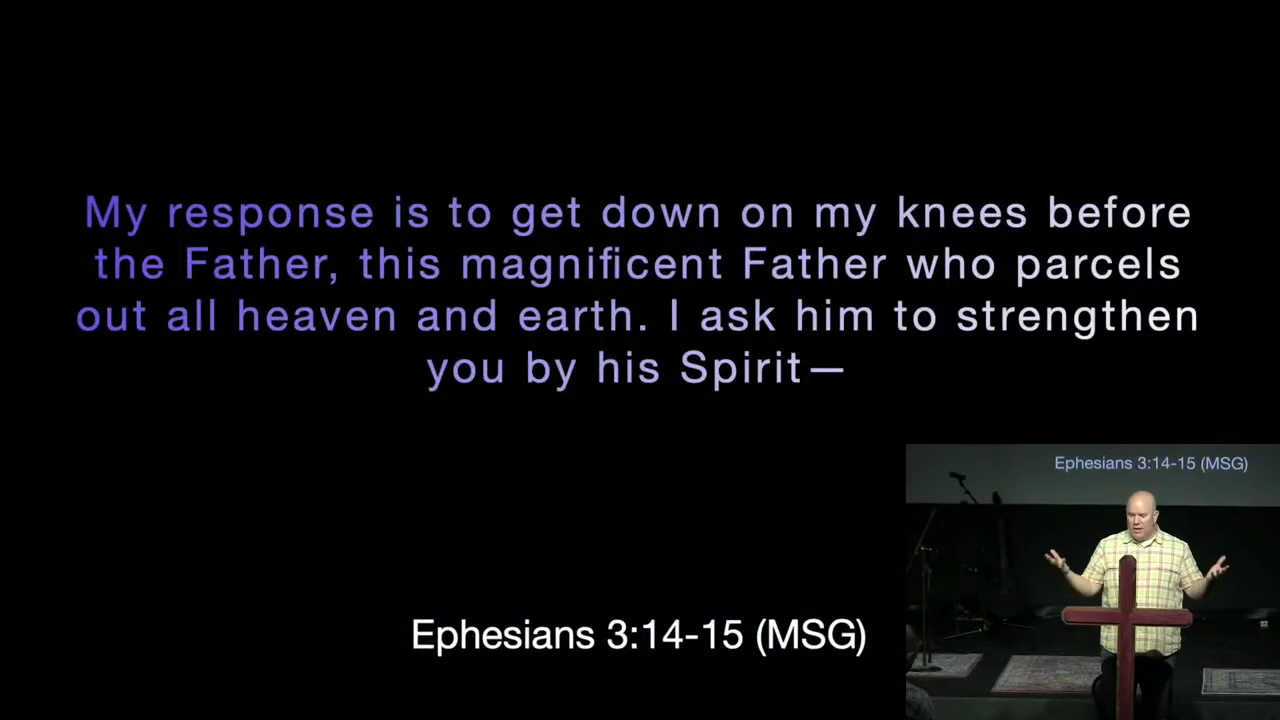 My response is to get down on my knees before
the Father, this magnificent Father who parcels
out all heaven and earth. I ask him to strengthen
you by his Spirit—
Ephesians 3:14-15 (MSG)
Ephesians 3:14-15 (MSG)